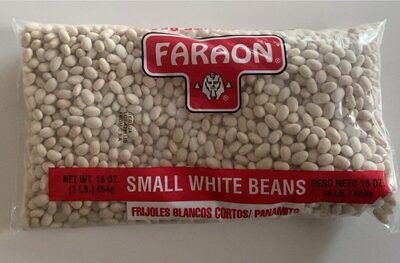 FARAON®
NET WT. 16 OZ.
(1 LB.) 454g
SMALL WHITE BEANS
PESO NETO 16 OZ.
(1 LB.) 454g
FRIJOLES BLANCOS CORTOS/ PANAMITO